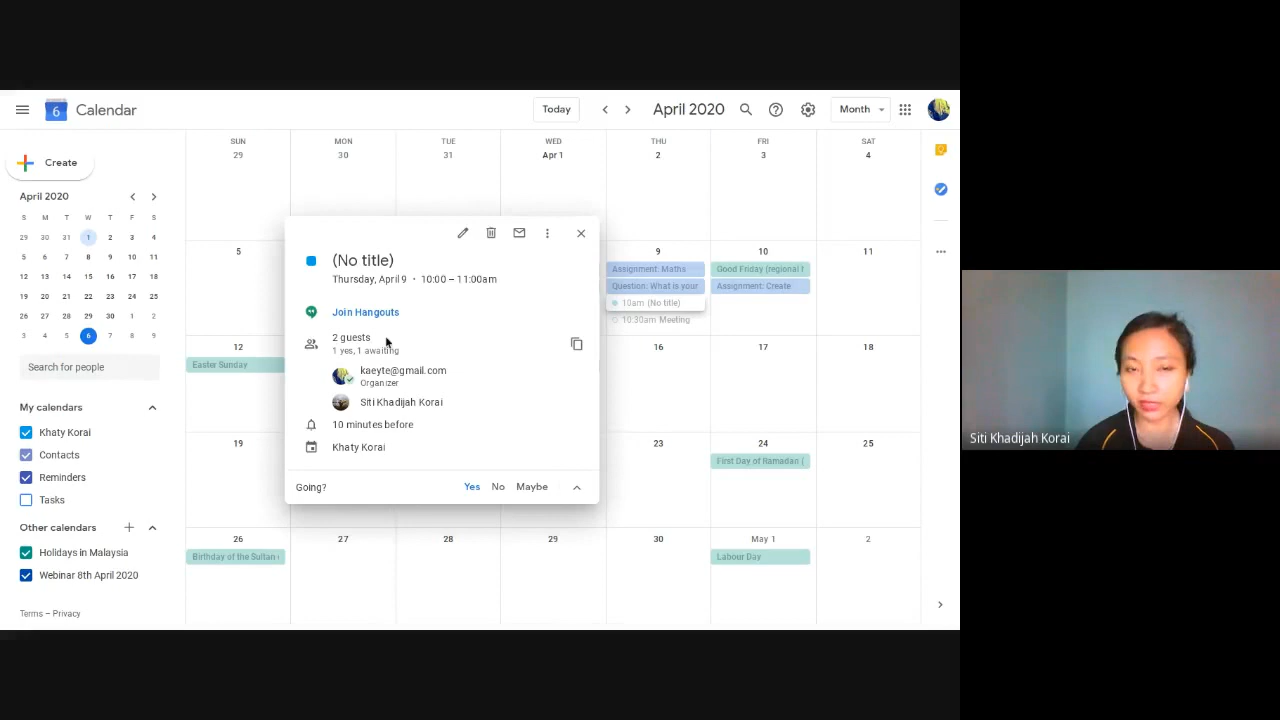 6 Calendar
Today
April 2020
Month
Create
April 2020
S M T W T F S
29 30 31 1 2 3 4
5 6 7 8 9 10 11
12 13 14 15 16 17 18
19 20 21 22 23 24 25
26 27 28 29 30 1 2
3 4 5 6 7 8 9
Search for people
My calendars
Khaty Korai
Contacts
Reminders
Tasks
Other calendars
Holidays in Malaysia
Webinar 8th April 2020
Terms – Privacy
SUN MON TUE WED THU FRI SAT
29 30 31 Apr 1 2 3 4
5 9 10 11
Assignment: Maths
Question: What is your
10am (No title)
10:30am Meeting
Good Friday (regional h
Assignment: Create
(No title)
Thursday, April 9 · 10:00 – 11:00am
Join Hangouts
2 guests
1 yes, 1 awaiting
kaeyte@gmail.com
Organizer
Siti Khadijah Korai
10 minutes before
Khaty Korai
Going? Yes No Maybe
12 16 17 18
Easter Sunday
19 23 24 25
First Day of Ramadan (
26 27 28 29 30 May 1 2
Birthday of the Sultan
Labour Day
Siti Khadijah Korai